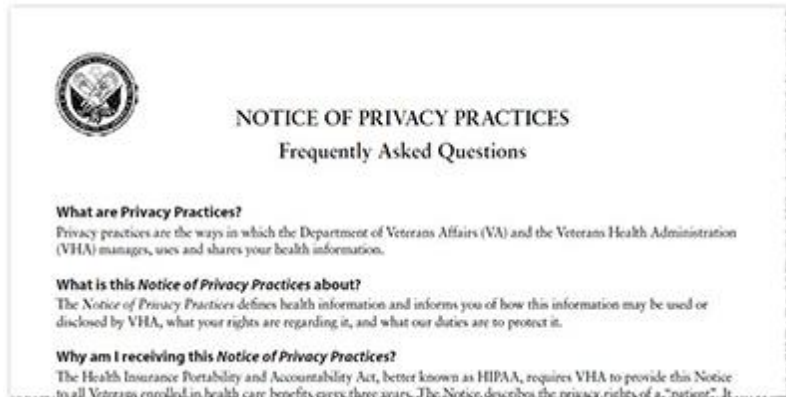 NOTICE OF PRIVACY PRACTICES
Frequently Asked Questions
What are Privacy Practices?
Privacy practices are the ways in which the Department of Veterans Affairs (VA) and the Veterans Health Administration
(VHA) manages, uses and shares your health information.
What is this Notice of Privacy Practices about?
The Notice of Privacy Practices defines health information and informs you of how this information may be used or
disclosed by VHA, what your rights are regarding it, and what our duties are to protect it.
Why am I receiving this Notice of Privacy Practices?
The Health Insurance Portability and Accountability Act, better known as HIPAA, requires VHA to provide this Notice
to all Veterans enrolled in health care benefits every three years. The Notice describes the privacy rights of a "patient". It